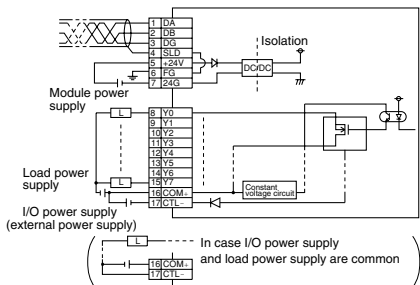 1 DA
2 DB
3 DG
4 SLD
5 +24V
6 FG
7 24G
Isolation
DC/DC
Module power
supply
L
8 Y0
9 Y1
10 Y2
11 Y3
12 Y4
13 Y5
14 Y6
L
15 Y7
16 COM+
17 CTL−
Load power
supply
Constant
voltage circuit
I/O power supply
(external power supply)
L
In case I/O power supply
and load power supply are common
16 COM+
17 CTL−